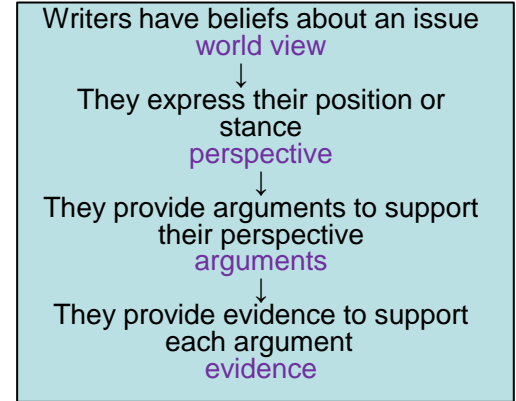 Writers have beliefs about an issue
world view
↓
They express their position or
stance
perspective
↓
They provide arguments to support
their perspective
arguments
↓
They provide evidence to support
each argument
evidence